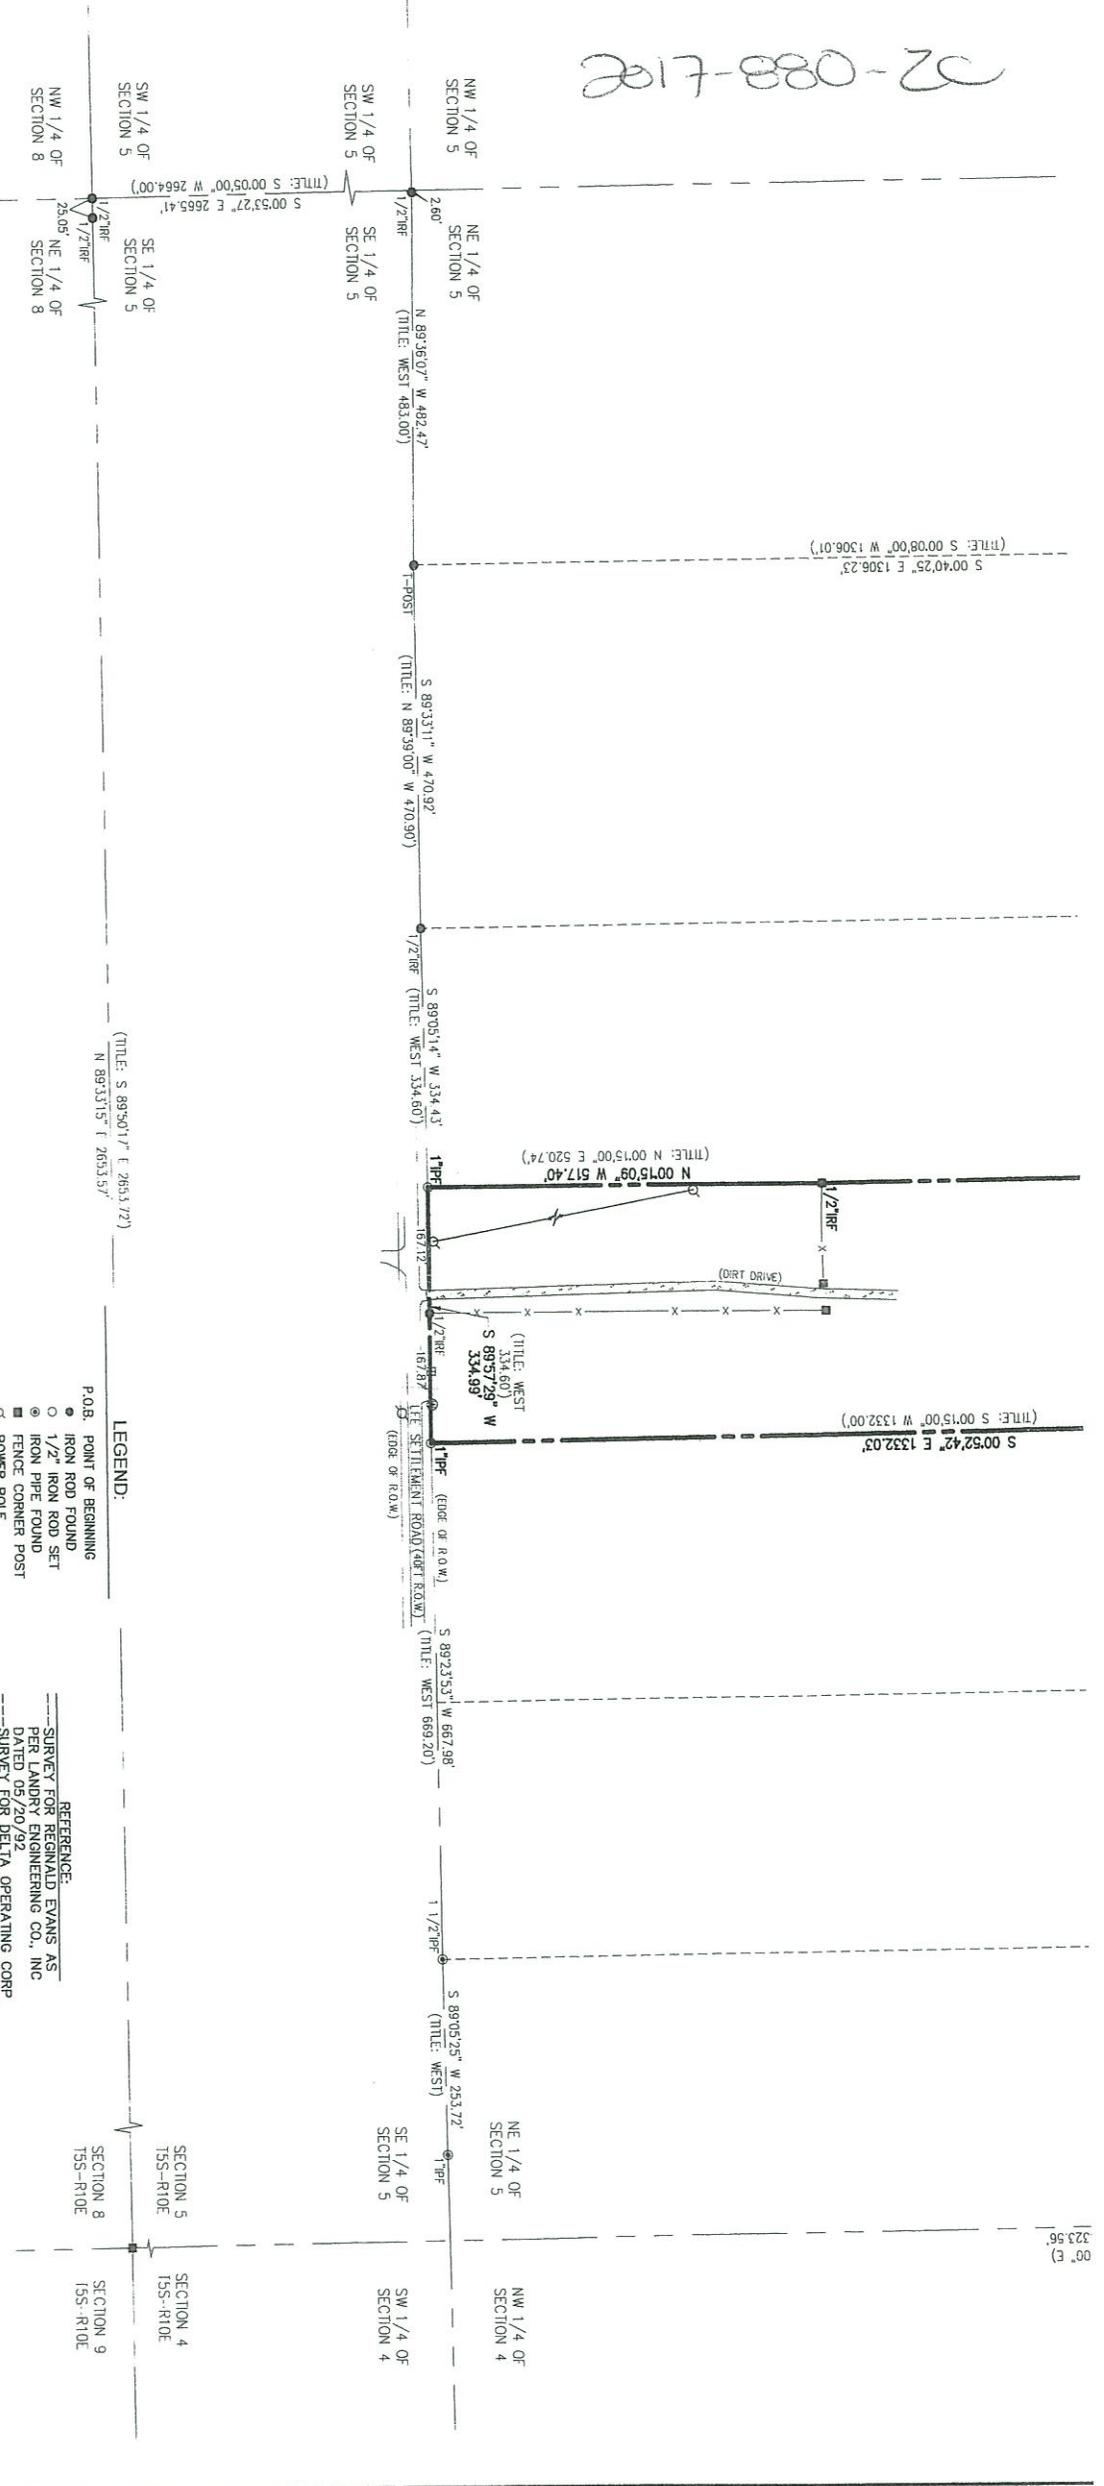 2017-880-ZC
NW 1/4 OF
SECTION 5
SW 1/4 OF
SECTION 5
SW 1/4 OF
SECTION 5
NW 1/4 OF
SECTION 8
NE 1/4 OF
SECTION 5
SE 1/4 OF
SECTION 5
SE 1/4 OF
SECTION 5
NE 1/4 OF
SECTION 8
2.60'
1/2"IRF
S 00°53'27" E 2665.41'
(TITLE: S 00°05'00" W 2664.00')
1/2"IRF
1/2"IRF
25.05'
N 89°36'07" W 482.47'
(TITLE: WEST 483.00')
T-POST
(TITLE: S 00°08'00" W 1306.01')
S 00°40'25" E 1306.23'
S 89°33'11" W 470.92'
(TITLE: N 89°39'00" W 470.90')
1/2"IRF
S 89°05'14" W 334.43'
(TITLE: WEST 334.60')
(TITLE: S 89°50'17" E 2653.72')
N 89°33'15" E 2653.57'
1"IPF
(TITLE: N 00°15'00" E 520.74')
N 00°15'09" W 517.40'
1/2"IRF
X
167.12
(DIRT DRIVE)
X X X X X X
1/2"IRF
(TITLE: WEST
334.60')
S 89°57'29" W
334.99'
167.87
1"IPF
(TITLE: S 00°15'00" W 1332.00')
S 00°52'42" E 1332.03'
(EDGE OF R.O.W.)
LEE SETTLEMENT ROAD (40FT R.O.W.)
(EDGE OF R.O.W.)
S 89°23'53" W 667.98'
(TITLE: WEST 669.20')
1 1/2"IPF
S 89°05'25" W 253.72'
(TITLE: WEST)
1"IPF
NE 1/4 OF
SECTION 5
SE 1/4 OF
SECTION 5
SECTION 5
T5S-R10E
SECTION 8
T5S-R10E
NW 1/4 OF
SECTION 4
SW 1/4 OF
SECTION 4
SECTION 4
T5S-R10E
SECTION 9
T5S-R10E
00" E)
323.56'
LEGEND:
P.O.B. POINT OF BEGINNING
IRON ROD FOUND
1/2" IRON ROD SET
IRON PIPE FOUND
FENCE CORNER POST
POWER POLE
REFERENCE:
---SURVEY FOR REGINALD EVANS AS
PER LANDRY ENGINEERING CO., INC
DATED 05/20/92
---SURVEY FOR DELTA OPERATING CORP